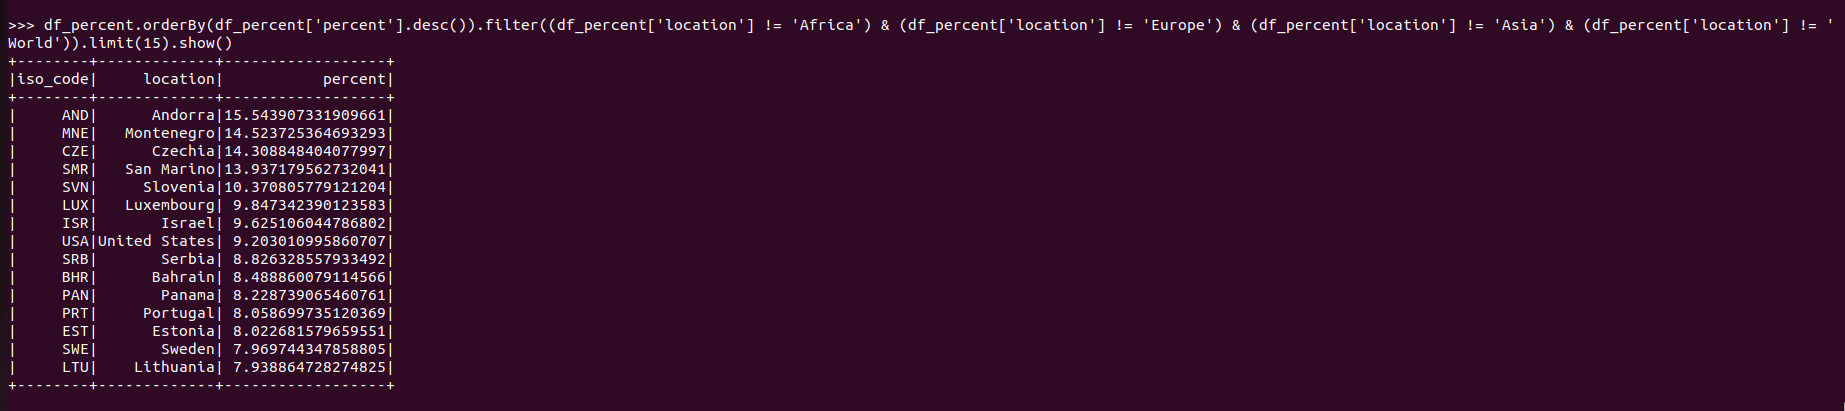 >>> df_percent.orderBy(df_percent['percent'].desc()).filter((df_percent['location'] != 'Africa') & (df_percent['location'] != 'Europe') & (df_percent['location'] != 'Asia') & (df_percent['location'] != '
World')).limit(15).show()
+--------+-------------+------------------+
|iso_code|     location|           percent|
+--------+-------------+------------------+
|     AND|      Andorra|15.543907331909661|
|     MNE|   Montenegro|14.523725364693293|
|     CZE|      Czechia|14.308848404077997|
|     SMR|   San Marino|13.937179562732041|
|     SVN|     Slovenia|10.370805779121204|
|     LUX|   Luxembourg| 9.847342390123583|
|     ISR|       Israel| 9.625106044786802|
|     USA|United States| 9.203010995860707|
|     SRB|       Serbia| 8.826328557933492|
|     BHR|      Bahrain| 8.488860079114566|
|     PAN|       Panama| 8.228739065460761|
|     PRT|     Portugal| 8.058699735120369|
|     EST|      Estonia| 8.022681579659551|
|     SWE|       Sweden| 7.969744347858805|
|     LTU|    Lithuania| 7.938864728274825|
+--------+-------------+------------------+